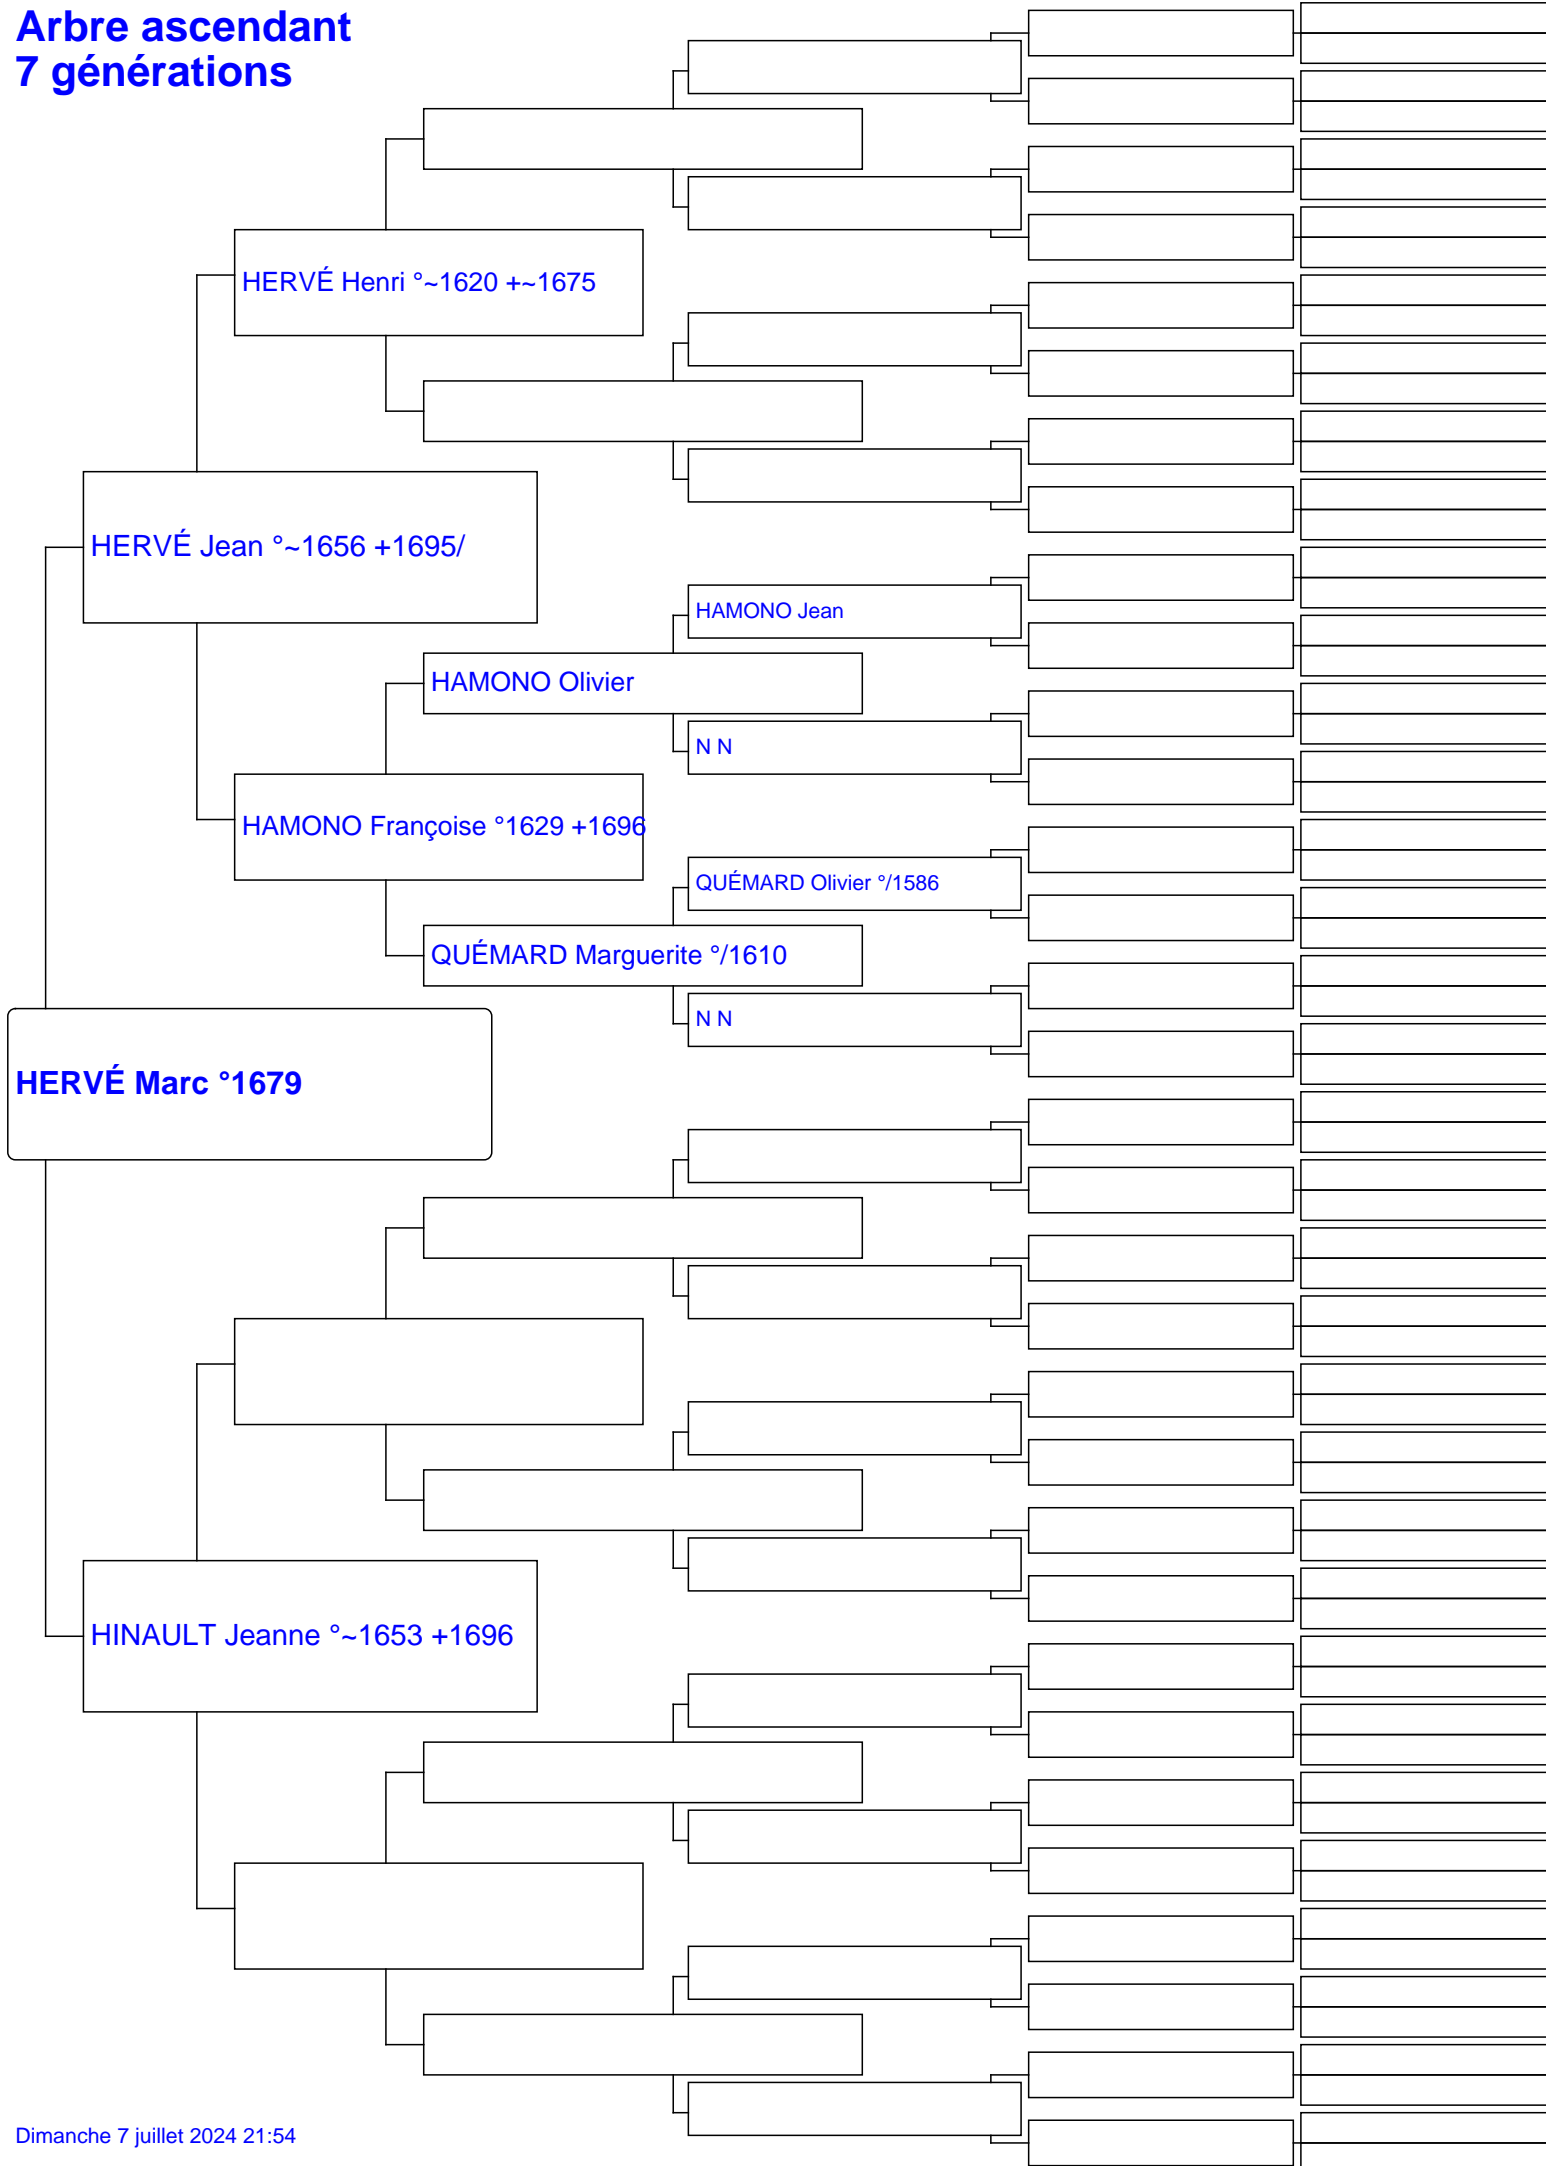 Arbre ascendant
7 générations
HERVÉ Henri °~1620 +~1675
HERVÉ Jean °~1656 +1695/
HAMONO Jean
HAMONO Olivier
N N
HAMONO Françoise °1629 +1696
QUÉMARD Olivier °/1586
QUÉMARD Marguerite °/1610
N N
HERVÉ Marc °1679
HINAULT Jeanne °~1653 +1696
Dimanche 7 juillet 2024 21:54